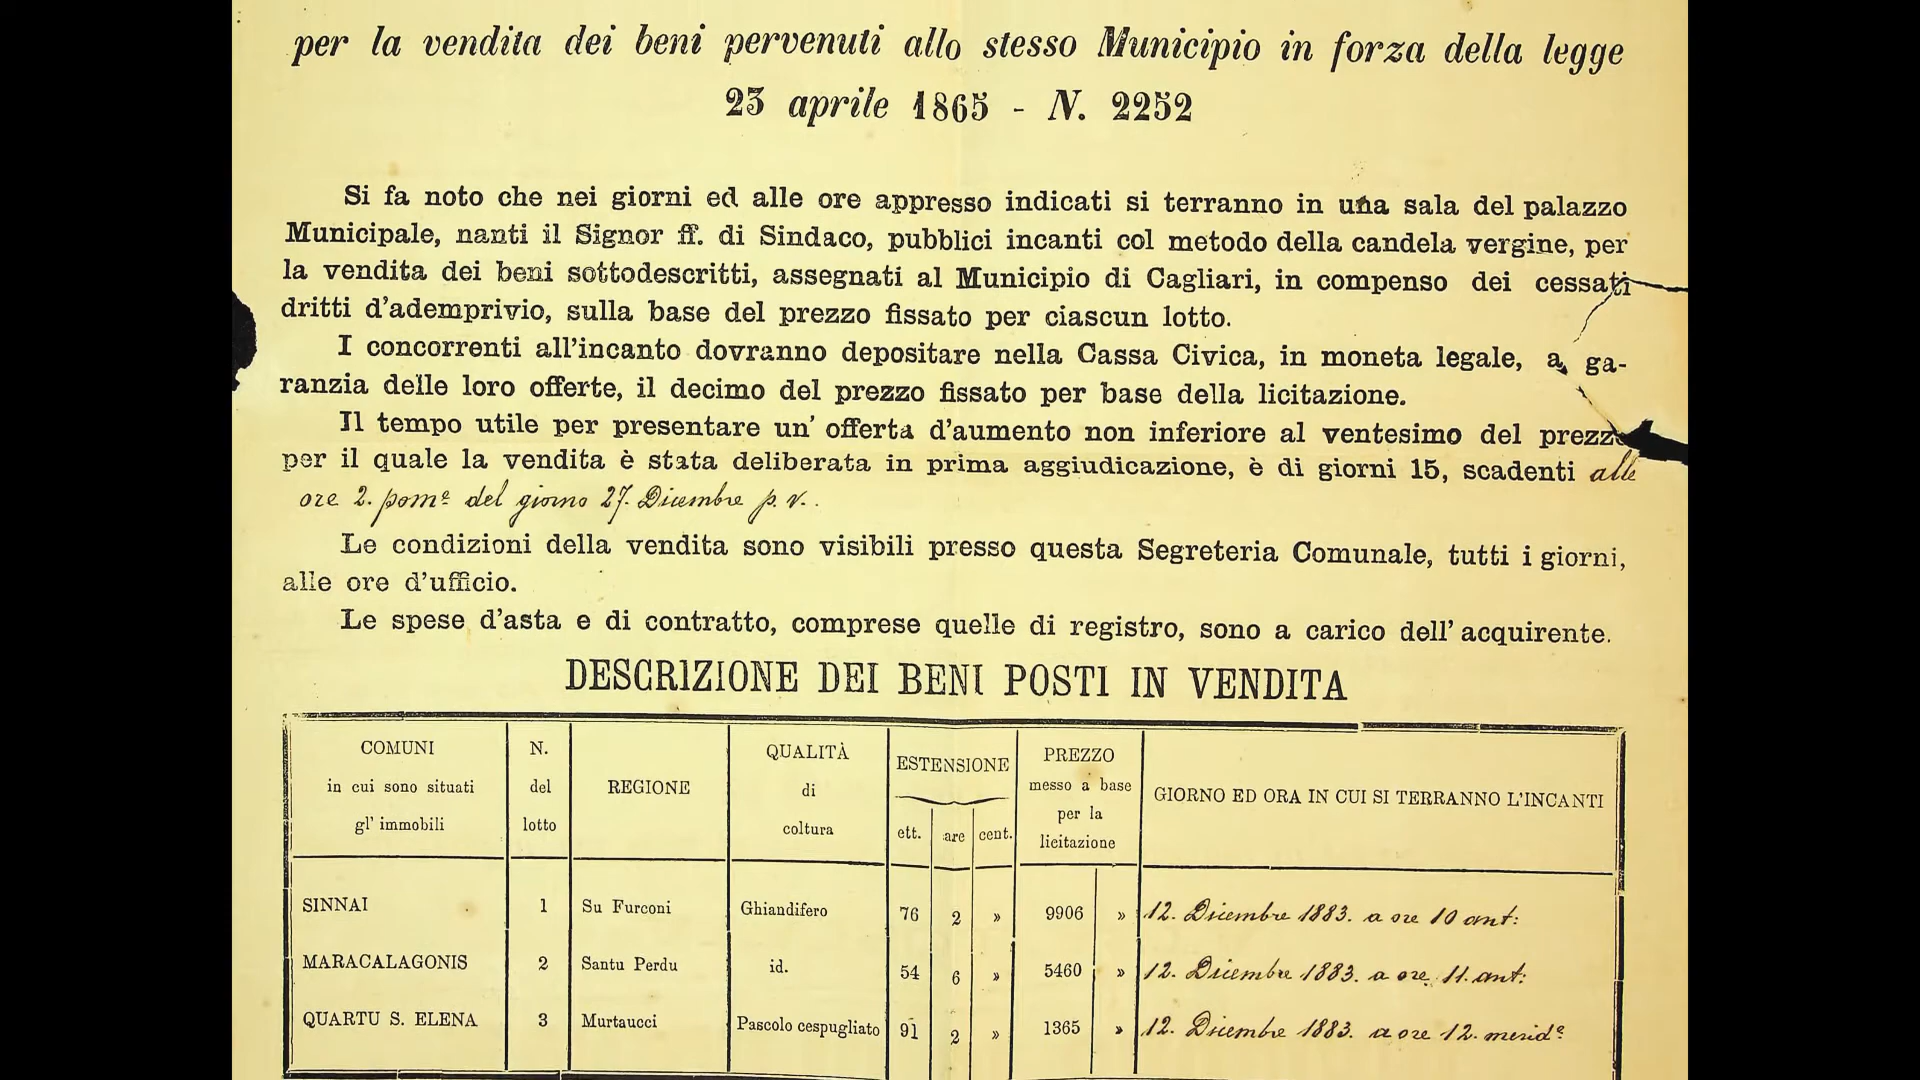 per la vendita dei beni pervenuti allo stesso Municipio in forza della legge
23 aprile 1865 - N. 2252
Si fa noto che nei giorni ed alle ore appresso indicati si terranno in una sala del palazzo
Municipale, nanti il Signor ff. di Sindaco, pubblici incanti col metodo della candela vergine, per
la vendita dei beni sottodescritti, assegnati al Municipio di Cagliari, in compenso dei cessati
dritti d'ademprivio, sulla base del prezzo fissato per ciascun lotto.
I concorrenti all'incanto dovranno depositare nella Cassa Civica, in moneta legale, a ga-
ranzia delle loro offerte, il decimo del prezzo fissato per base della licitazione.
Il tempo utile per presentare un' offerta d'aumento non inferiore al ventesimo del prezzo
per il quale la vendita è stata deliberata in prima aggiudicazione, è di giorni 15, scadenti alle
ore 2. pomᵉ del giorno 27. Dicembre p. v..
Le condizioni della vendita sono visibili presso questa Segreteria Comunale, tutti i giorni,
alle ore d'ufficio.
Le spese d'asta e di contratto, comprese quelle di registro, sono a carico dell' acquirente.
DESCRIZIONE DEI BENI POSTI IN VENDITA
COMUNI
in cui sono situati
gl' immobili
N.
del
lotto
REGIONE
QUALITÀ
di
coltura
ESTENSIONE
ett. are cent.
PREZZO
messo a base
per la
licitazione
GIORNO ED ORA IN CUI SI TERRANNO L'INCANTI
SINNAI 1 Su Furconi Ghiandifero 76 2 » 9906 » 12. Dicembre 1883. a ore 10 ant:
MARACALAGONIS 2 Santu Perdu id. 54 6 » 5460 » 12. Dicembre 1883. a ore 11. ant:
QUARTU S. ELENA 3 Murtaucci Pascolo cespugliato 91 2 » 1365 » 12. Dicembre 1883. a ore 12. meridᵉ